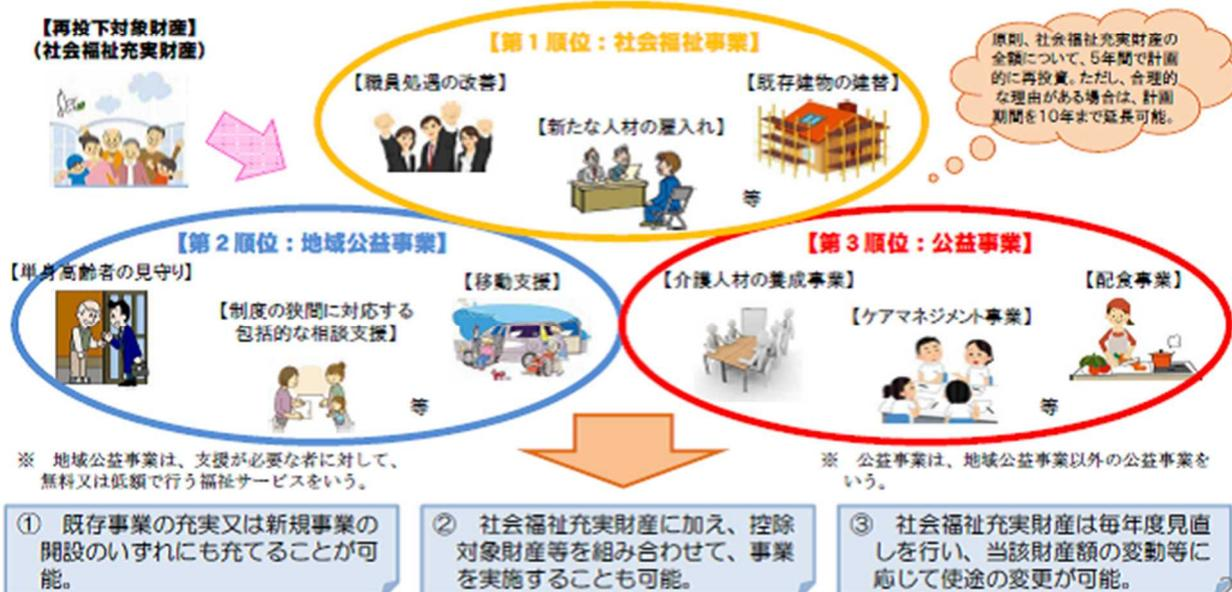 【再投下対象財産】
(社会福祉充実財産)
【第1順位:社会福祉事業】
【職員処遇の改善】
【新たな人材の雇入れ】
【既存建物の建替】
等
原則、社会福祉充実財産の
全額について、5年間で計画
的に再投資。ただし、合理的
な理由がある場合は、計画
期間を10年まで延長可能。
【第2順位:地域公益事業】
【単身高齢者の見守り】
【制度の狭間に対応する
包括的な相談支援】
【移動支援】
等
【第3順位:公益事業】
【介護人材の養成事業】
【ケアマネジメント事業】
【配食事業】
等
※ 地域公益事業は、支援が必要な者に対して、
無料又は低額で行う福祉サービスをいう。
※ 公益事業は、地域公益事業以外の公益事業を
いう。
① 既存事業の充実又は新規事業の
開設のいずれにも充てることが可
能。
② 社会福祉充実財産に加え、控除
対象財産等を組み合わせて、事業
を実施することも可能。
③ 社会福祉充実財産は毎年度見直
しを行い、当該財産額の変動等に
応じて使途の変更が可能。